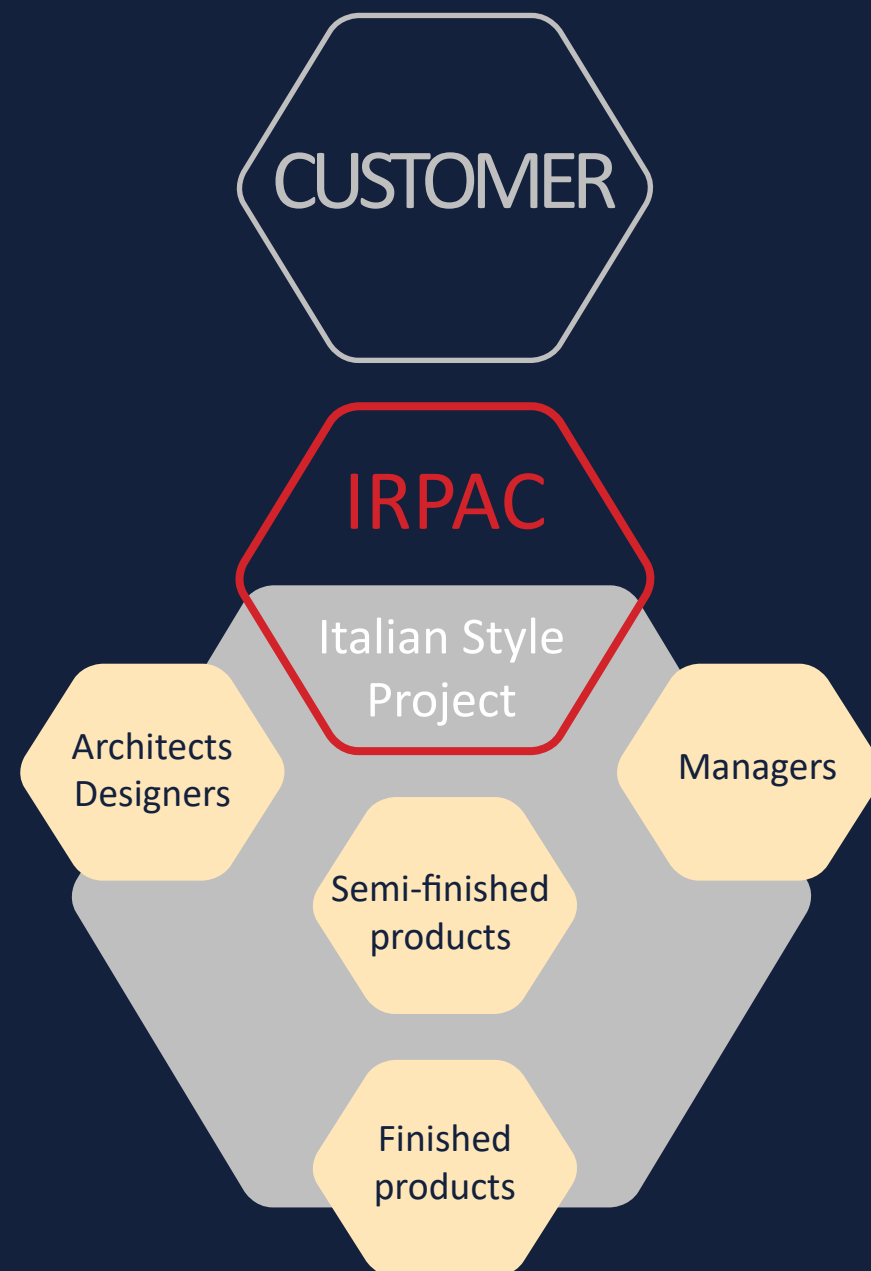 CUSTOMER
IRPAC
Italian Style
Project
Architects
Designers
Managers
Semi-finished
products
Finished
products